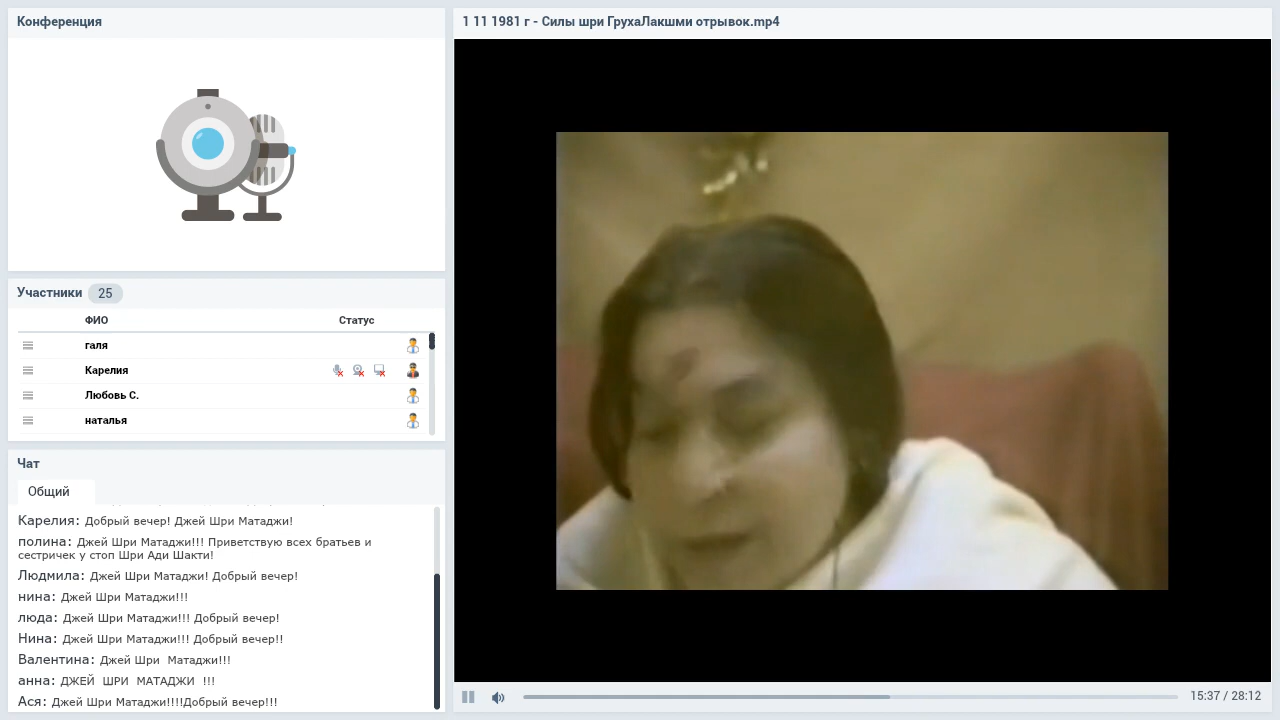 Конференция
1 11 1981 г - Силы шри ГрухаЛакшми отрывок.mp4
Участники 25
ФИО Статус
галя
Карелия
Любовь С.
наталья
Чат
Общий
Карелия: Добрый вечер! Джей Шри Матаджи!
полина: Джей Шри Матаджи!!! Приветствую всех братьев и
сестричек у стоп Шри Ади Шакти!
Людмила: Джей Шри Матаджи! Добрый вечер!
нина: Джей Шри Матаджи!!!
люда: Джей Шри Матаджи!!! Добрый вечер!
Нина: Джей Шри Матаджи!!! Добрый вечер!!
Валентина: Джей Шри Матаджи!!!
анна: ДЖЕЙ ШРИ МАТАДЖИ !!!
Ася: Джей Шри Матаджи!!!!Добрый вечер!!!
15:37 / 28:12